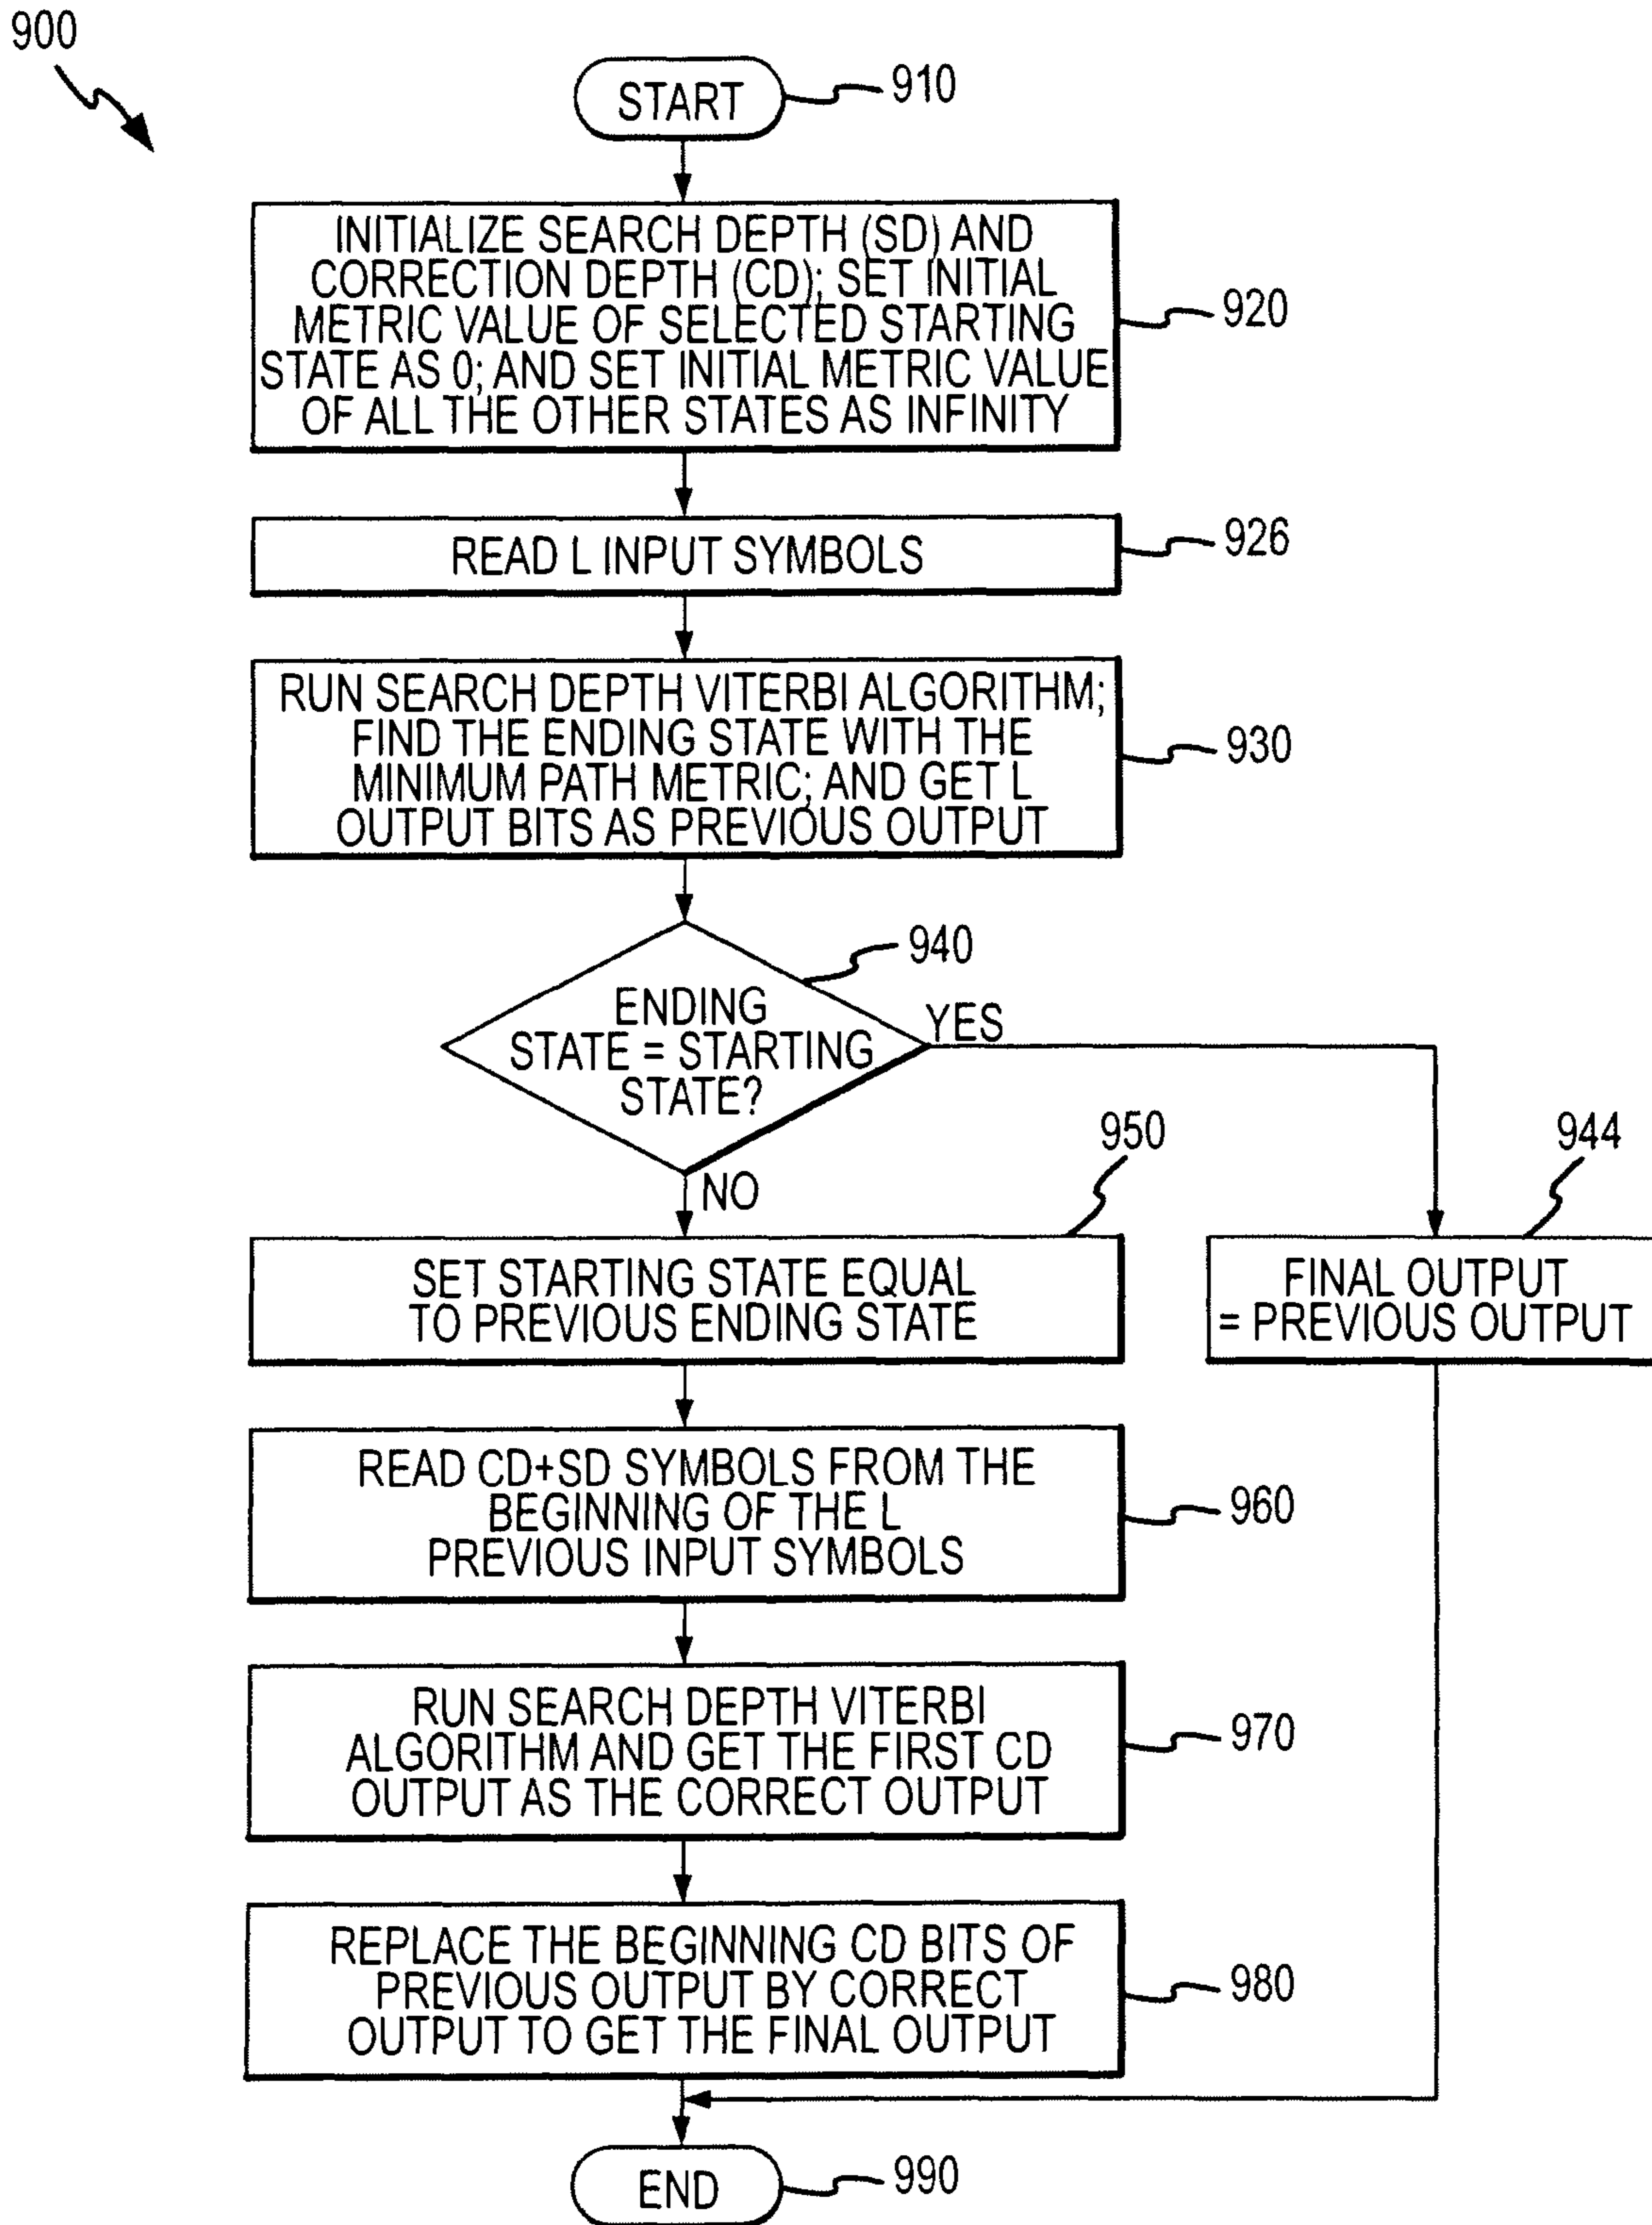 900
START
910
INITIALIZE SEARCH DEPTH (SD) AND
CORRECTION DEPTH (CD); SET INITIAL
METRIC VALUE OF SELECTED STARTING
STATE AS 0; AND SET INITIAL METRIC VALUE
OF ALL THE OTHER STATES AS INFINITY
920
READ L INPUT SYMBOLS
926
RUN SEARCH DEPTH VITERBI ALGORITHM;
FIND THE ENDING STATE WITH THE
MINIMUM PATH METRIC; AND GET L
OUTPUT BITS AS PREVIOUS OUTPUT
930
940
ENDING
STATE = STARTING
STATE?
YES
NO
950
SET STARTING STATE EQUAL
TO PREVIOUS ENDING STATE
944
FINAL OUTPUT
= PREVIOUS OUTPUT
READ CD+SD SYMBOLS FROM THE
BEGINNING OF THE L
PREVIOUS INPUT SYMBOLS
960
RUN SEARCH DEPTH VITERBI
ALGORITHM AND GET THE FIRST CD
OUTPUT AS THE CORRECT OUTPUT
970
REPLACE THE BEGINNING CD BITS OF
PREVIOUS OUTPUT BY CORRECT
OUTPUT TO GET THE FINAL OUTPUT
980
END
990